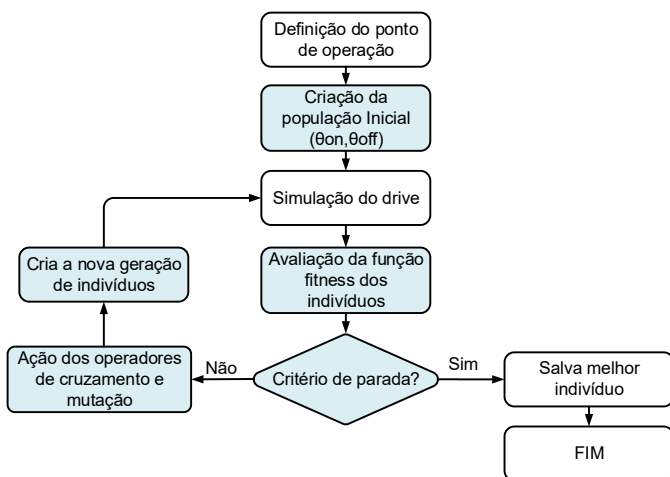 Definição do ponto
de operação
Criação da
população Inicial
(θon,θoff)
Simulação do drive
Avaliação da função
fitness dos
indivíduos
Cria a nova geração
de indivíduos
Ação dos operadores
de cruzamento e
mutação
Não
Critério de parada?
Sim
Salva melhor
indivíduo
FIM